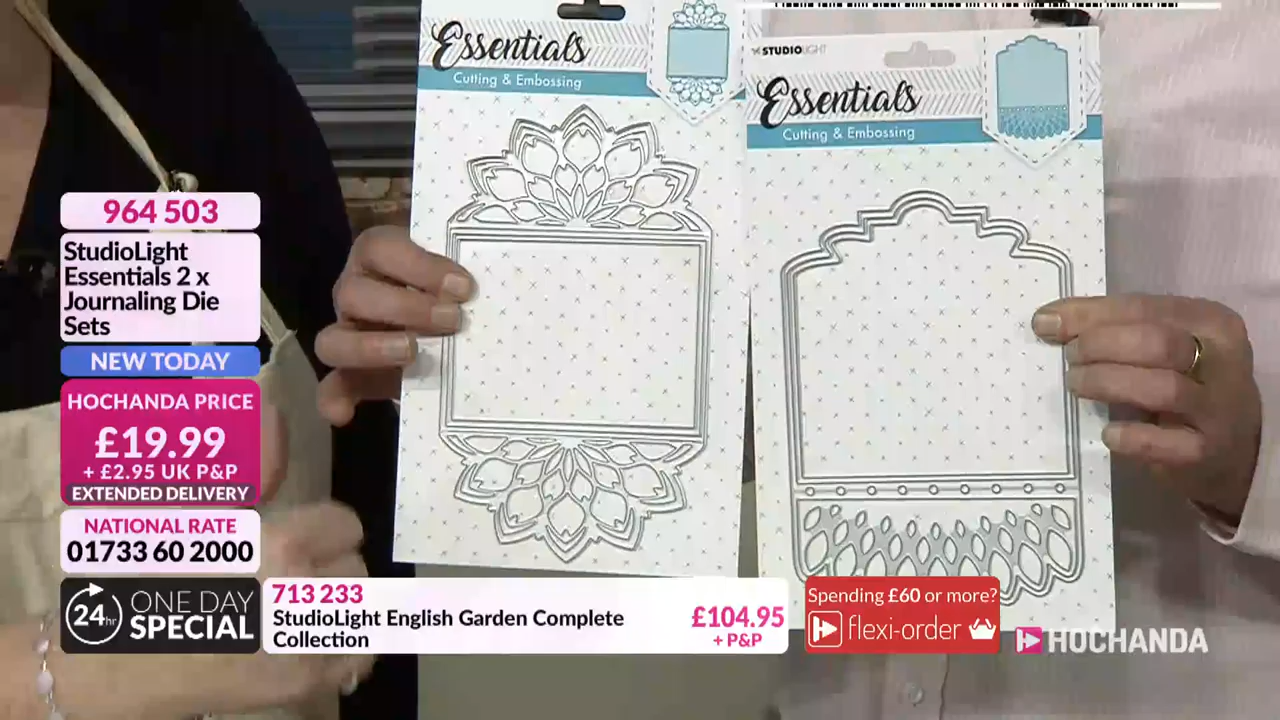 Essentials
Cutting & Embossing
STUDIOLIGHT
Essentials
Cutting & Embossing
964 503
StudioLight
Essentials 2 x
Journaling Die
Sets
NEW TODAY
HOCHANDA PRICE
£19.99
+ £2.95 UK P&P
EXTENDED DELIVERY
NATIONAL RATE
01733 60 2000
24hr
ONE DAY
SPECIAL
713 233
StudioLight English Garden Complete
Collection
£104.95
+ P&P
Spending £60 or more?
flexi-order
HOCHANDA